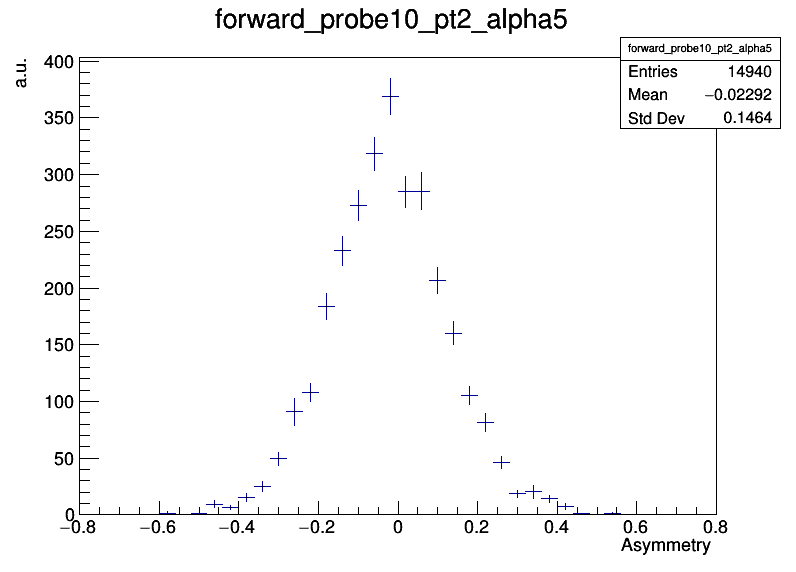 forward_probe10_pt2_alpha5
forward_probe10_pt2_alpha5
Entries 14940
Mean −0.02292
Std Dev 0.1464
a.u.
400
350
300
250
200
150
100
50
0
−0.8 −0.6 −0.4 −0.2 0 0.2 0.4 0.6 0.8
Asymmetry